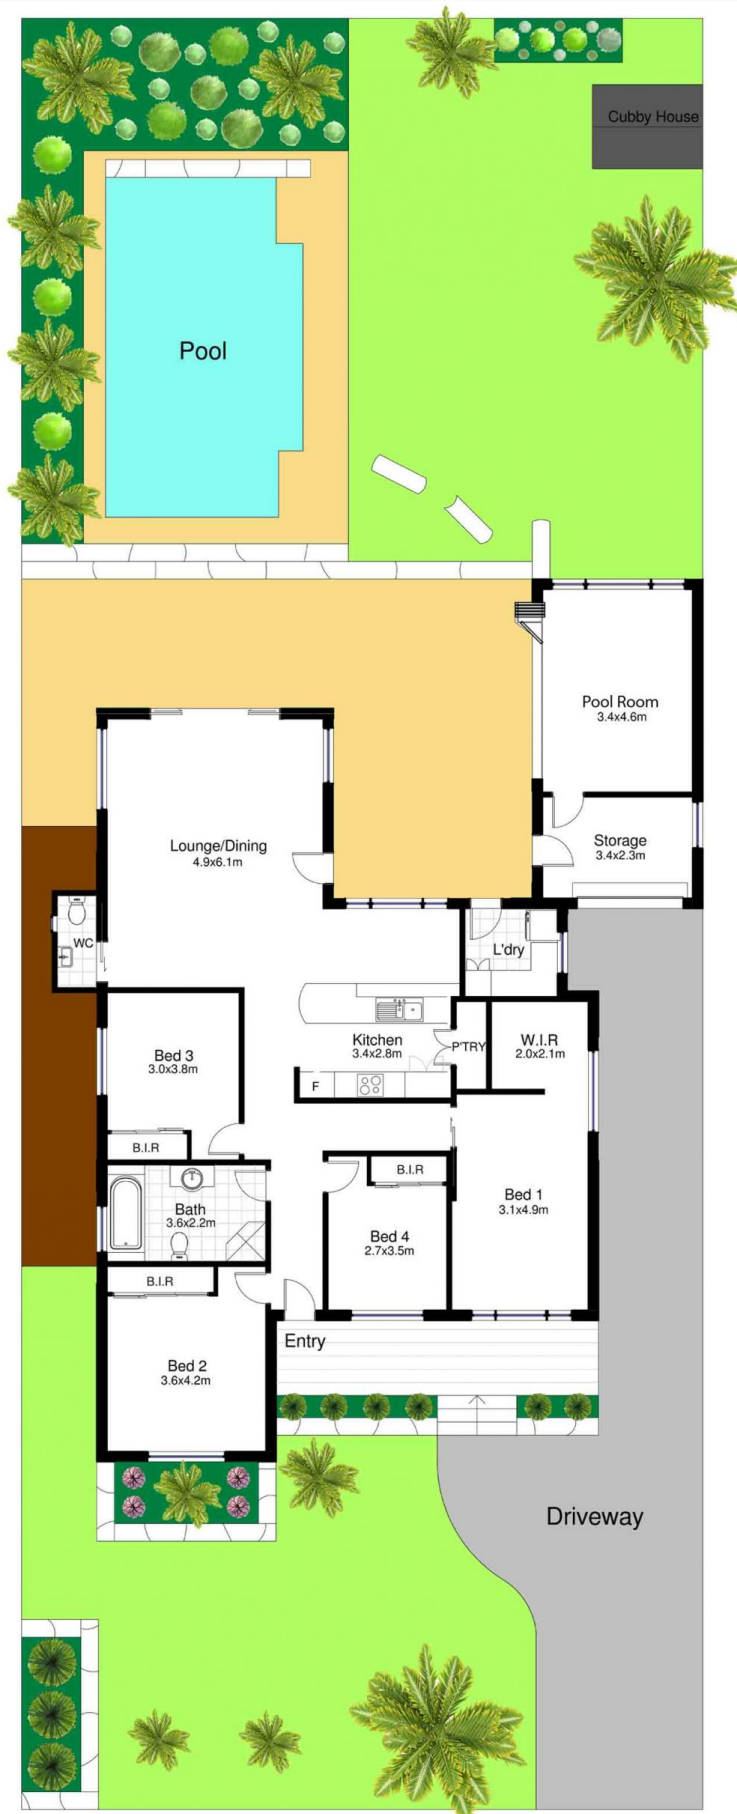 Cubby House
Pool
Pool Room
3.4x4.6m
Storage
3.4x2.3m
Lounge/Dining
4.9x6.1m
WC
L'dry
Kitchen
3.4x2.8m
P'TRY
W.I.R
2.0x2.1m
F
Bed 3
3.0x3.8m
B.I.R
B.I.R
Bed 1
3.1x4.9m
Bath
3.6x2.2m
Bed 4
2.7x3.5m
B.I.R
Entry
Bed 2
3.6x4.2m
Driveway